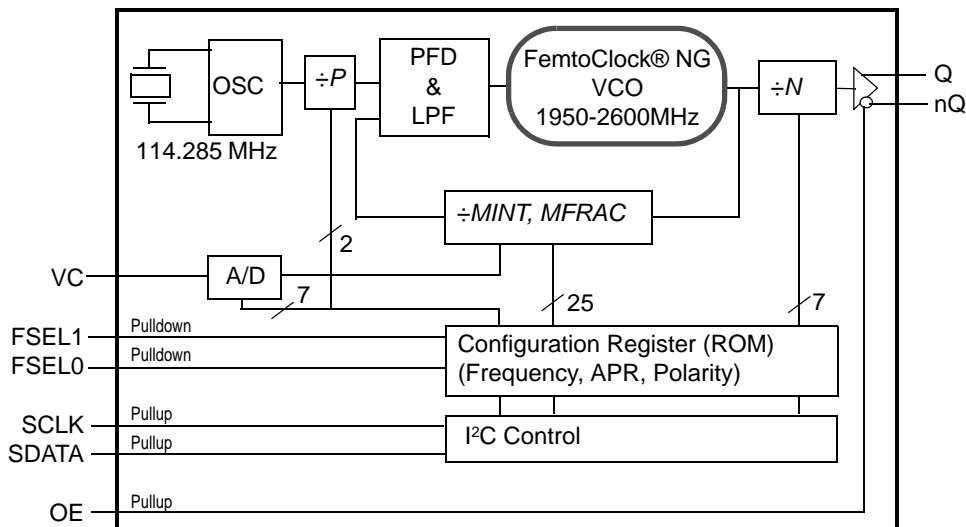 OSC
114.285 MHz
÷P
PFD
&
LPF
FemtoClock® NG
VCO
1950-2600MHz
÷N
Q
nQ
÷MINT, MFRAC
2
VC
A/D
7
25
7
FSEL1
Pulldown
FSEL0
Pulldown
Configuration Register (ROM)
(Frequency, APR, Polarity)
SCLK
Pullup
SDATA
Pullup
I²C Control
OE
Pullup